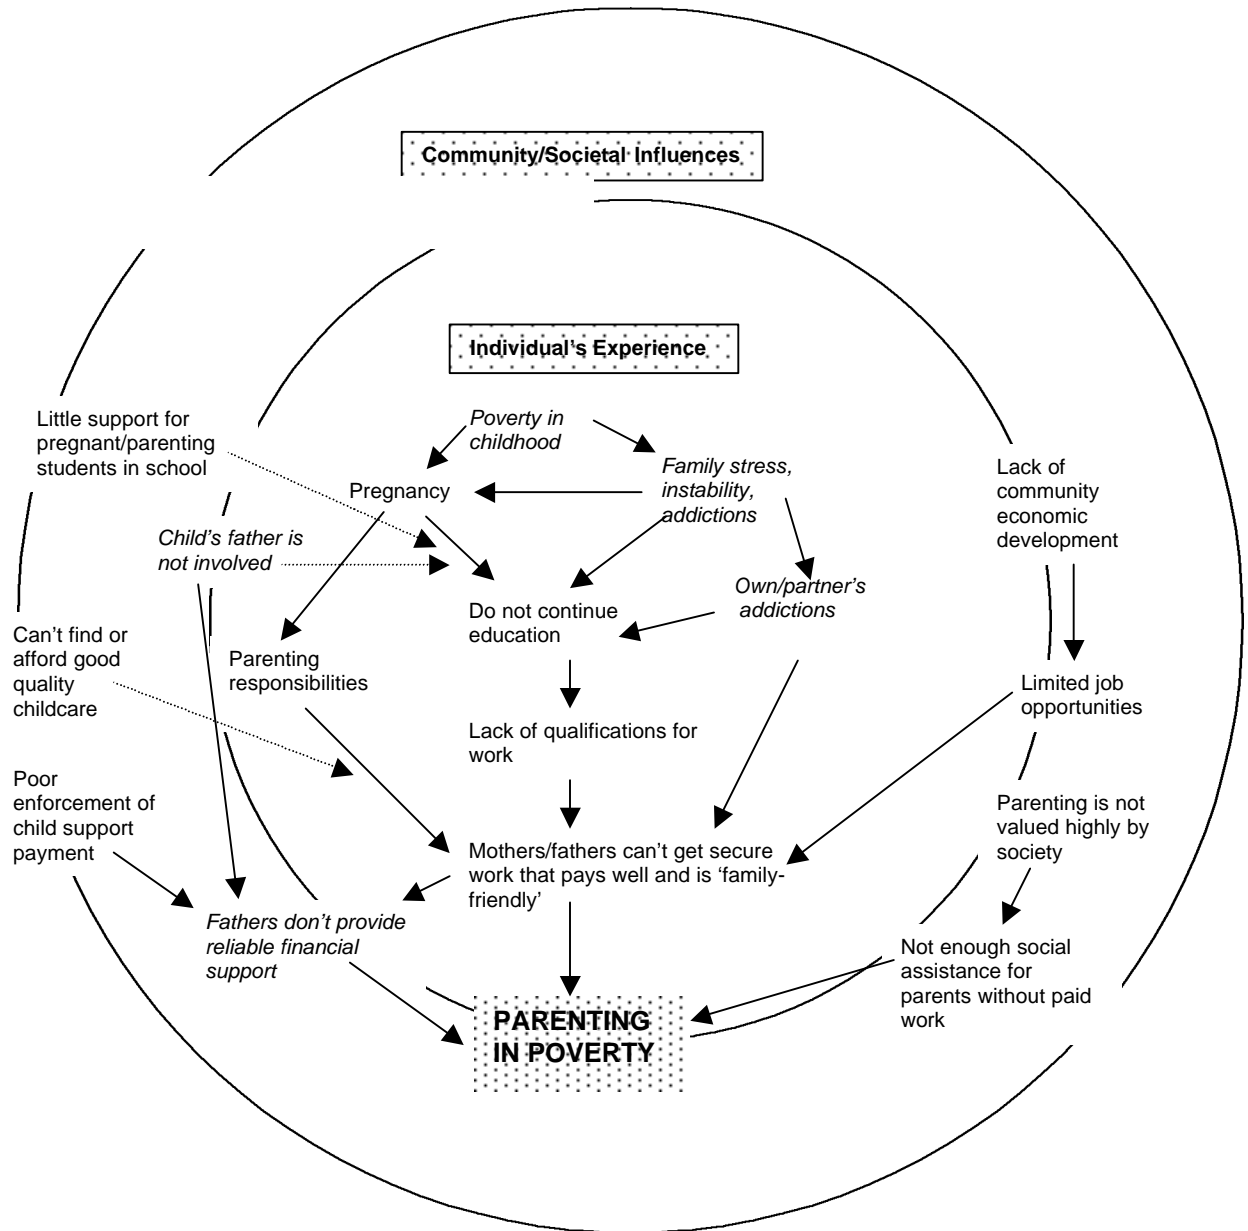 Community/Societal Influences
Individual's Experience
Little support for
pregnant/parenting
students in school
Poverty in
childhood
Family stress,
instability,
addictions
Lack of
community
economic
development
Pregnancy
Child's father is
not involved
Own/partner's
addictions
Do not continue
education
Can't find or
afford good
quality
childcare
Parenting
responsibilities
Limited job
opportunities
Lack of qualifications for
work
Poor
enforcement of
child support
payment
Parenting is not
valued highly by
society
Mothers/fathers can't get secure
work that pays well and is 'family-
friendly'
Fathers don't provide
reliable financial
support
Not enough social
assistance for
parents without paid
work
PARENTING
IN POVERTY